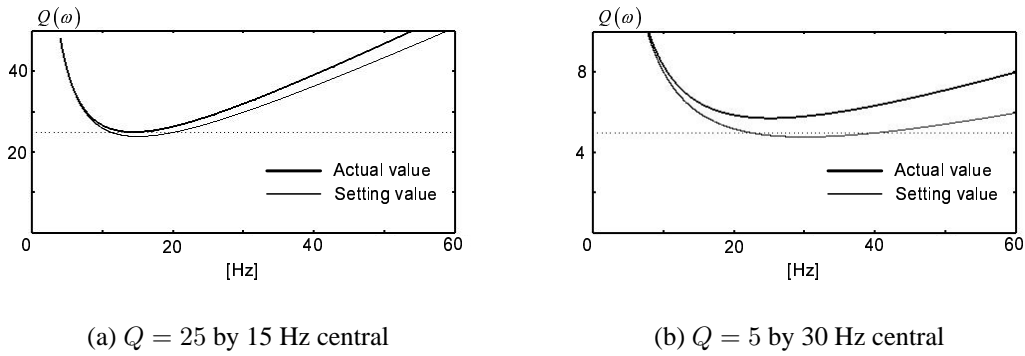 Q(ω)
40
20
Actual value
Setting value
0
20
40
60
[Hz]
(a) Q = 25 by 15 Hz central
Q(ω)
8
4
Actual value
Setting value
0
20
40
60
[Hz]
(b) Q = 5 by 30 Hz central